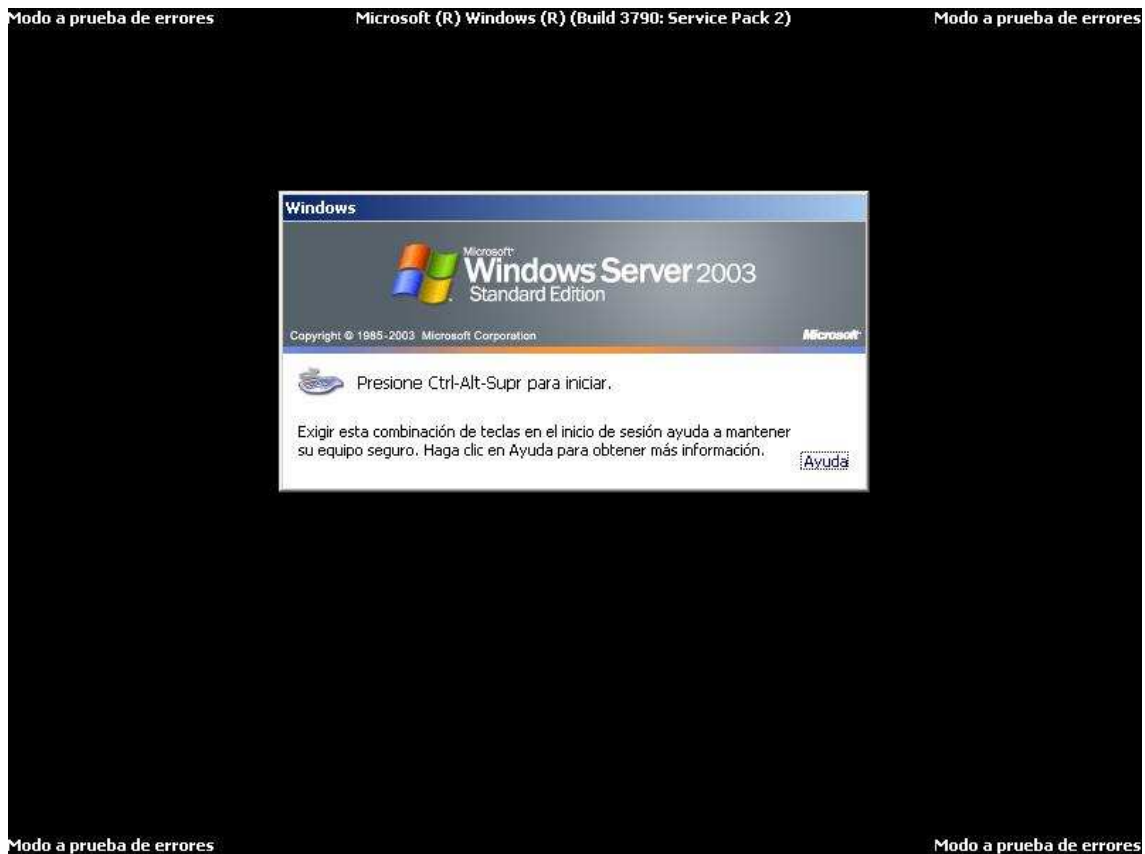 Modo a prueba de errores Microsoft (R) Windows (R) (Build 3790: Service Pack 2) Modo a prueba de errores
Windows
Microsoft
Windows Server 2003
Standard Edition
Copyright © 1985-2003 Microsoft Corporation Microsoft
Presione Ctrl-Alt-Supr para iniciar.
Exigir esta combinación de teclas en el inicio de sesión ayuda a mantener
su equipo seguro. Haga clic en Ayuda para obtener más información.
Ayuda
Modo a prueba de errores Modo a prueba de errores